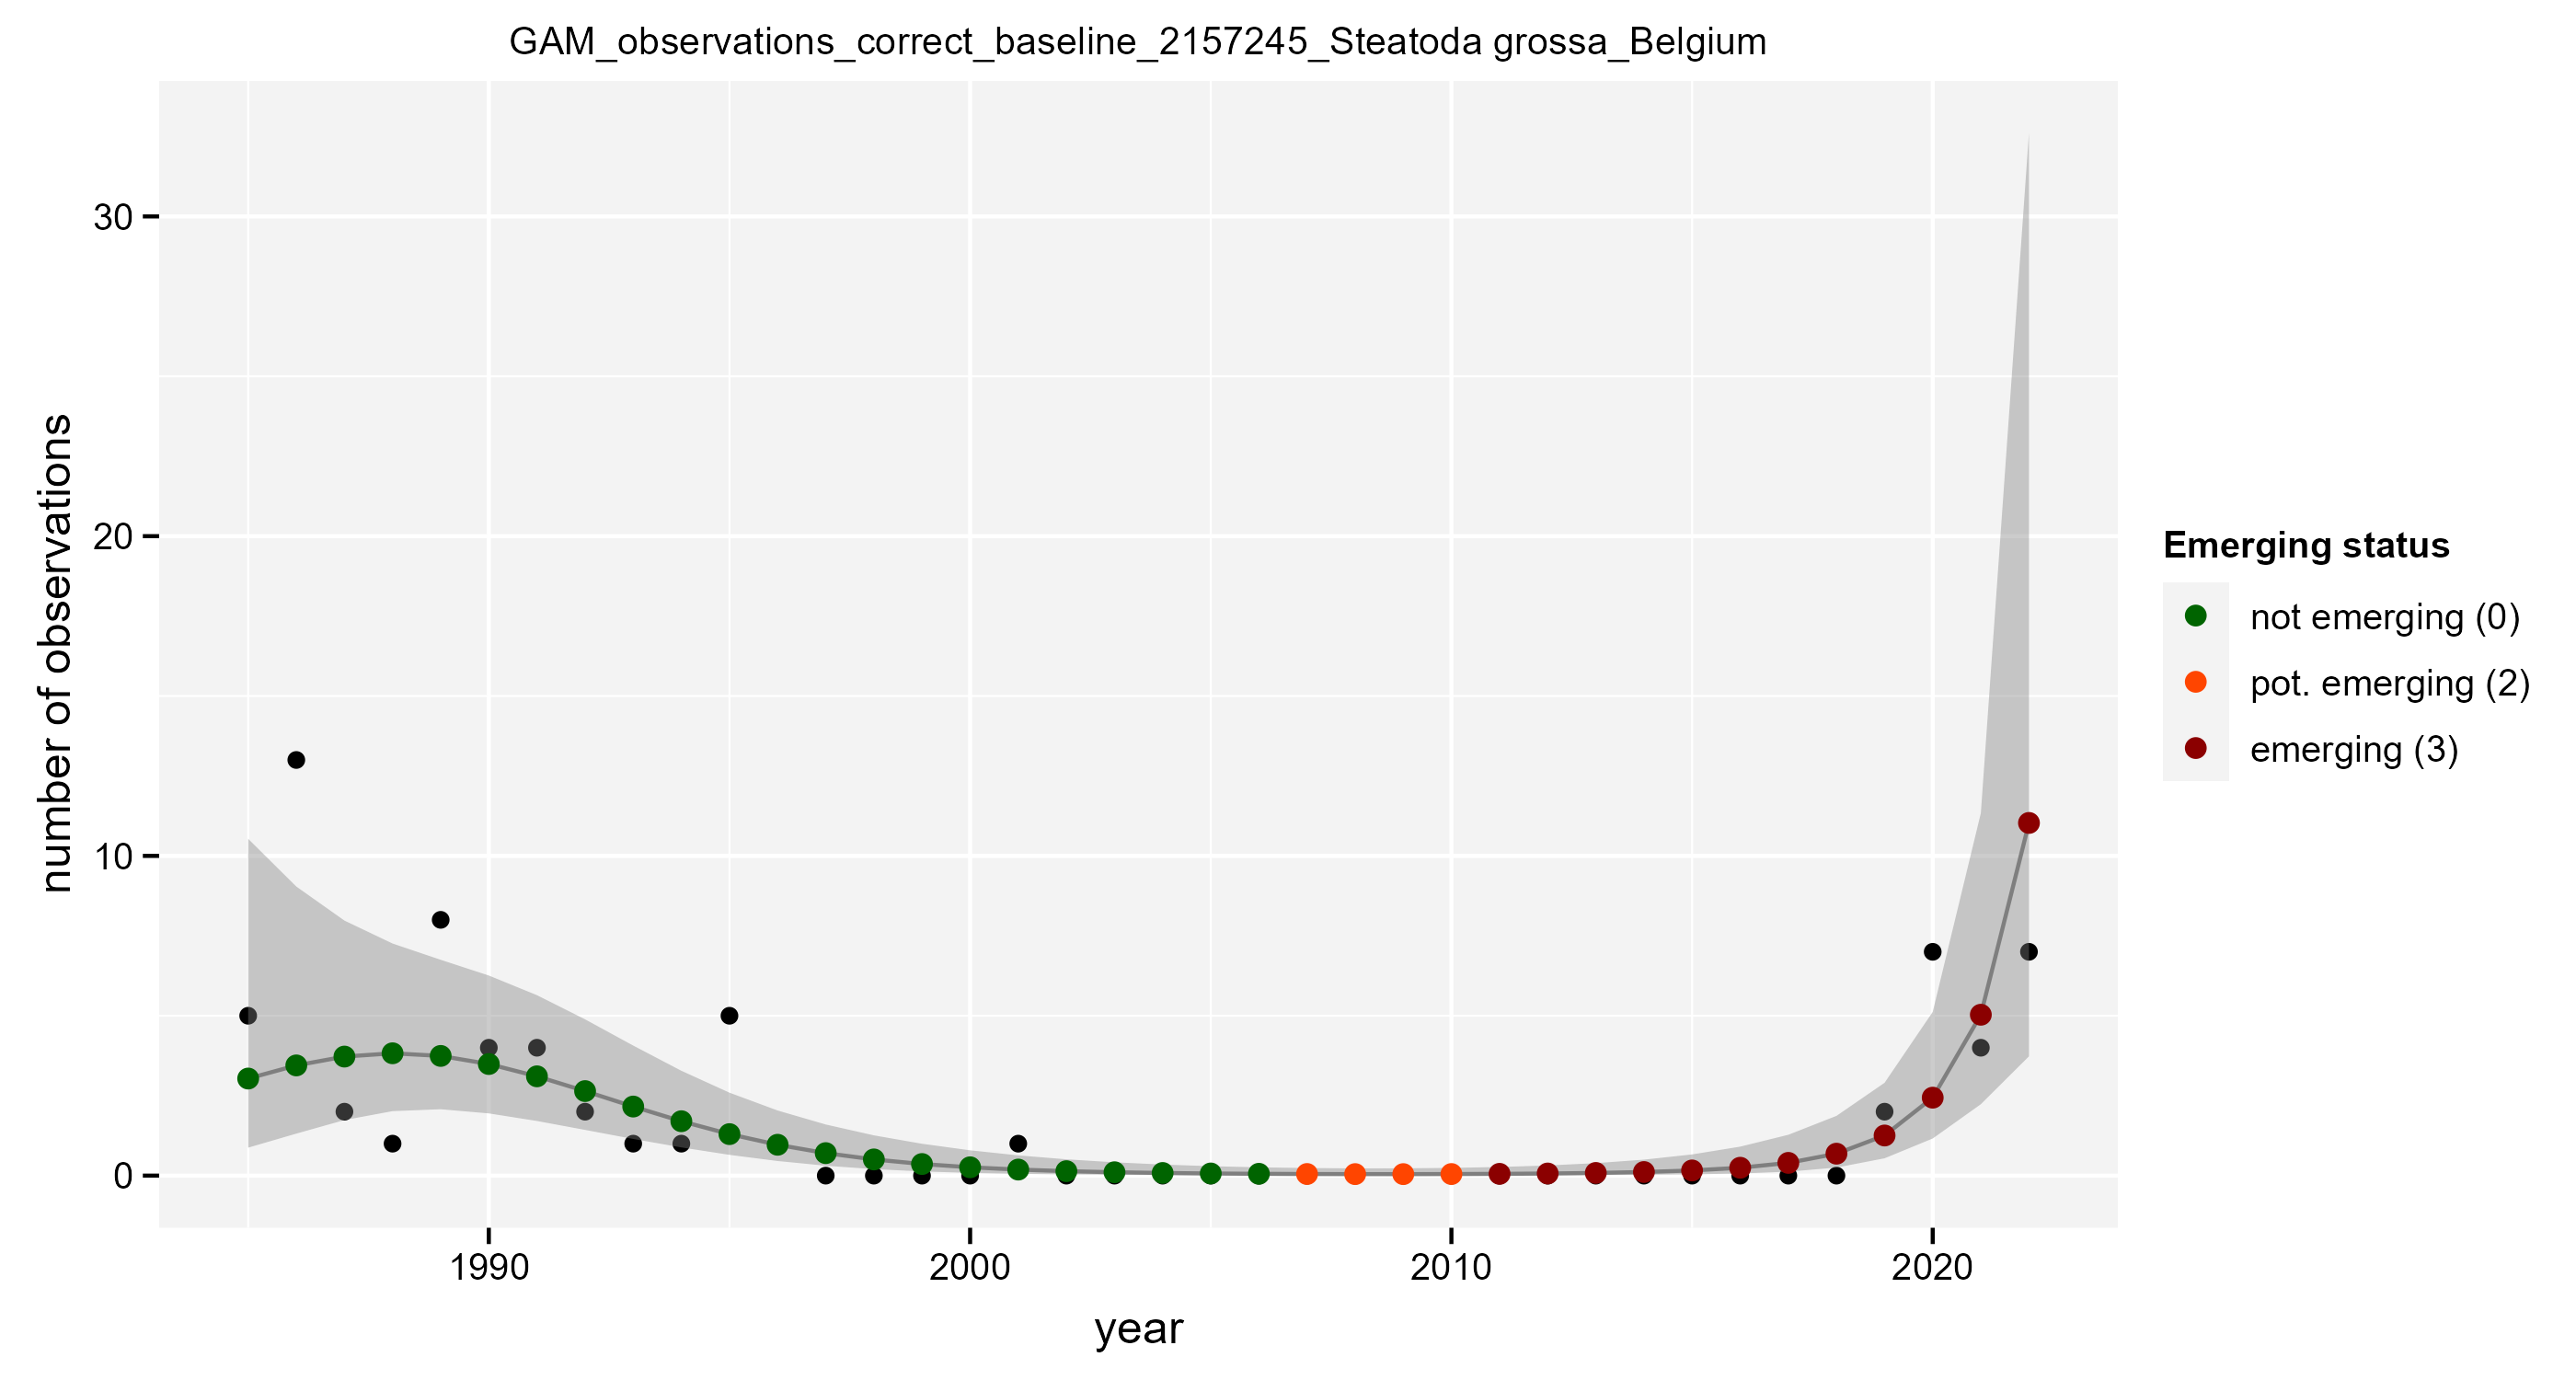 GAM_observations_correct_baseline_2157245_Steatoda grossa_Belgium
number of observations
30
20
10
0
1990
2000
2010
2020
year
Emerging status
not emerging (0)
pot. emerging (2)
emerging (3)